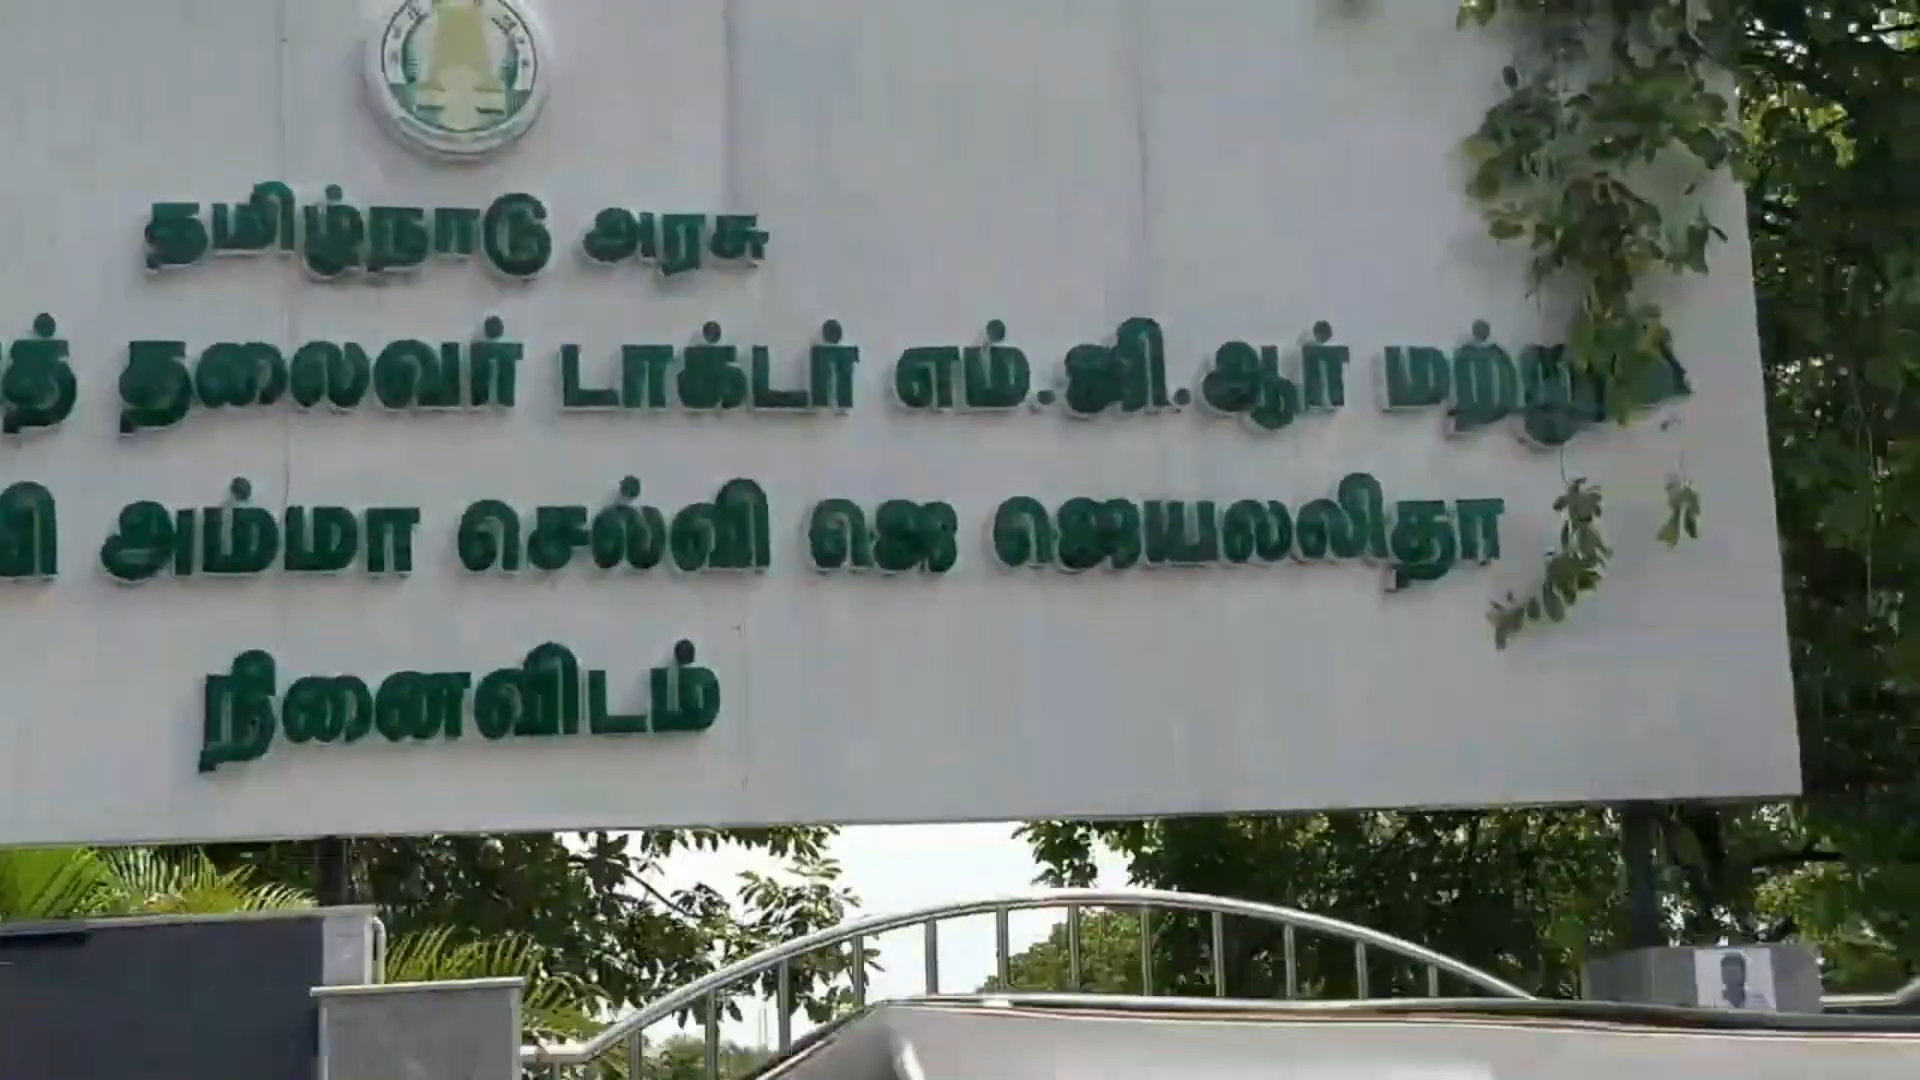 தமிழ்நாடு அரசு
தலைவர் டாக்டர் எம்.ஜி.ஆர்
அம்மா செல்வி ஜெ ஜெயலலிதா
நினைவிடம்